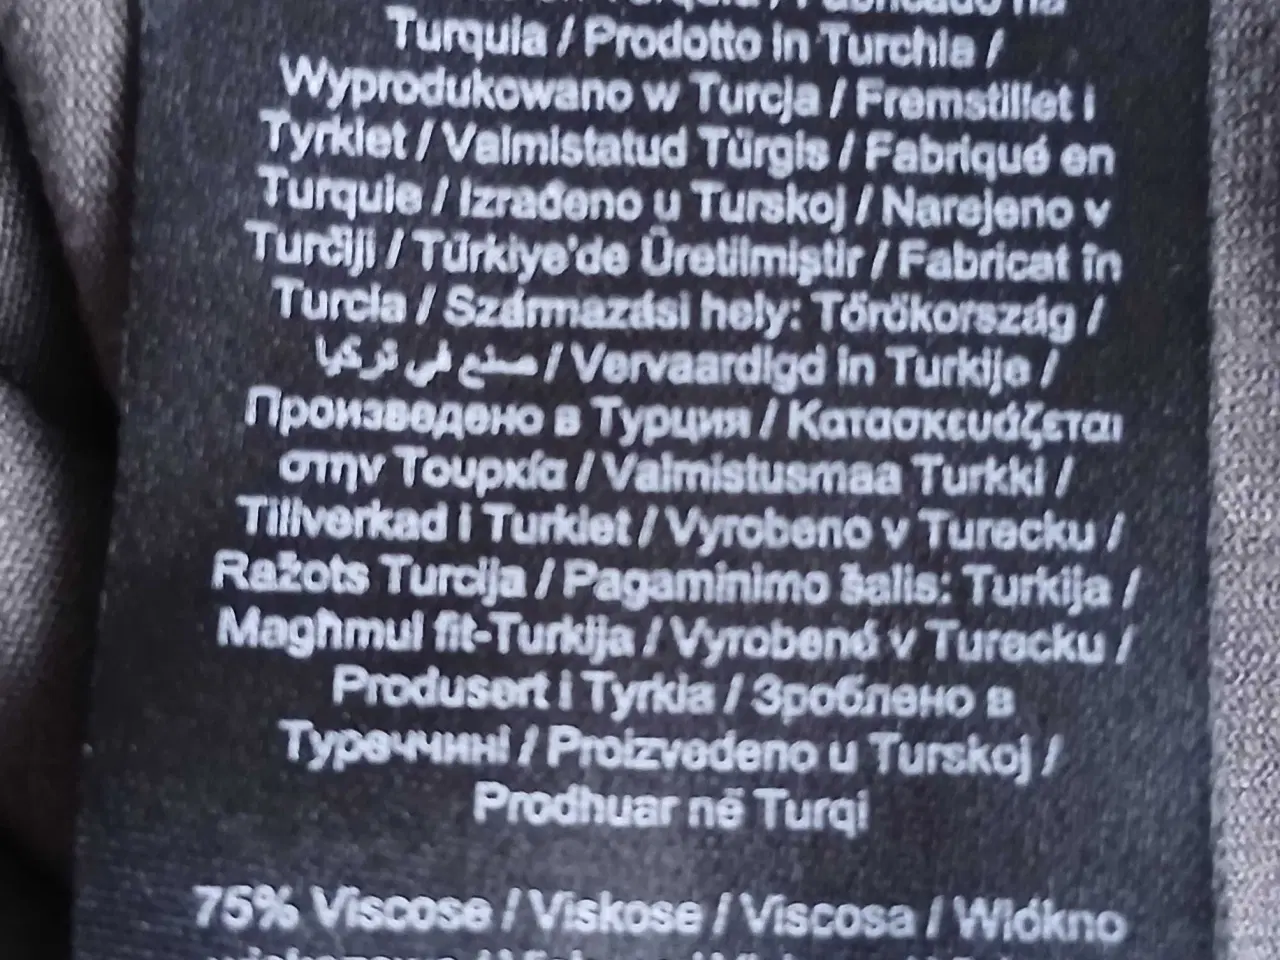 Turquia / Fabricado na
Turquia / Prodotto in Turchia /
Wyprodukowano w Turcja / Fremstillet i
Tyrkiet / Valmistatud Türgis / Fabriqué en
Turquie / Izrađeno u Turskoj / Narejeno v
Turčiji / Türkiye'de Üretilmiştir / Fabricat în
Turcia / Származási hely: Törökország /
صنع في تركيا / Vervaardigd in Turkije /
Произведено в Турция / Κατασκευάζεται
στην Τουρκία / Valmistusmaa Turkki /
Tillverkad i Turkiet / Vyrobeno v Turecku /
Ražots Turcija / Pagaminimo šalis: Turkija /
Magħmul fit-Turkija / Vyrobené v Turecku /
Produsert i Tyrkia / Зроблено в
Туреччині / Proizvedeno u Turskoj /
Prodhuar në Turqi
75% Viscose / Viskose / Viscosa / Włókno